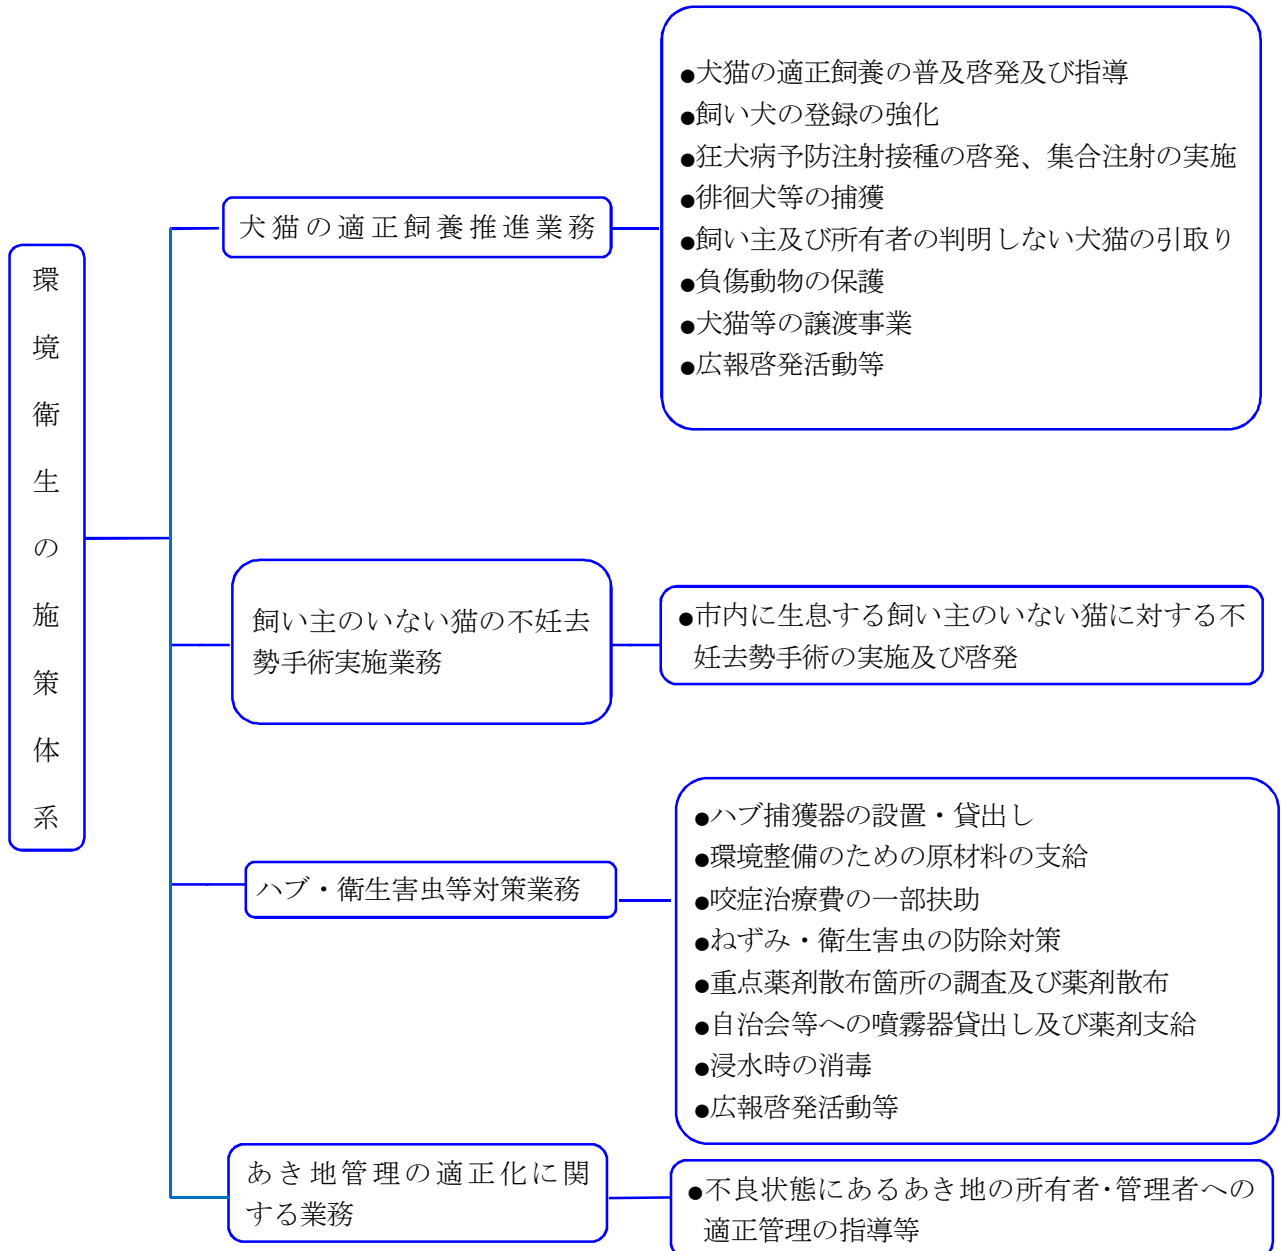 環境衛生の施策体系
犬猫の適正飼養推進業務
●犬猫の適正飼養の普及啓発及び指導
●飼い犬の登録の強化
●狂犬病予防注射接種の啓発、集合注射の実施
●徘徊犬等の捕獲
●飼い主及び所有者の判明しない犬猫の引取り
●負傷動物の保護
●犬猫等の譲渡事業
●広報啓発活動等
飼い主のいない猫の不妊去
勢手術実施業務
●市内に生息する飼い主のいない猫に対する不
妊去勢手術の実施及び啓発
ハブ・衛生害虫等対策業務
●ハブ捕獲器の設置・貸出し
●環境整備のための原材料の支給
●咬症治療費の一部扶助
●ねずみ・衛生害虫の防除対策
●重点薬剤散布箇所の調査及び薬剤散布
●自治会等への噴霧器貸出し及び薬剤支給
●浸水時の消毒
●広報啓発活動等
あき地管理の適正化に関
する業務
●不良状態にあるあき地の所有者・管理者への
適正管理の指導等